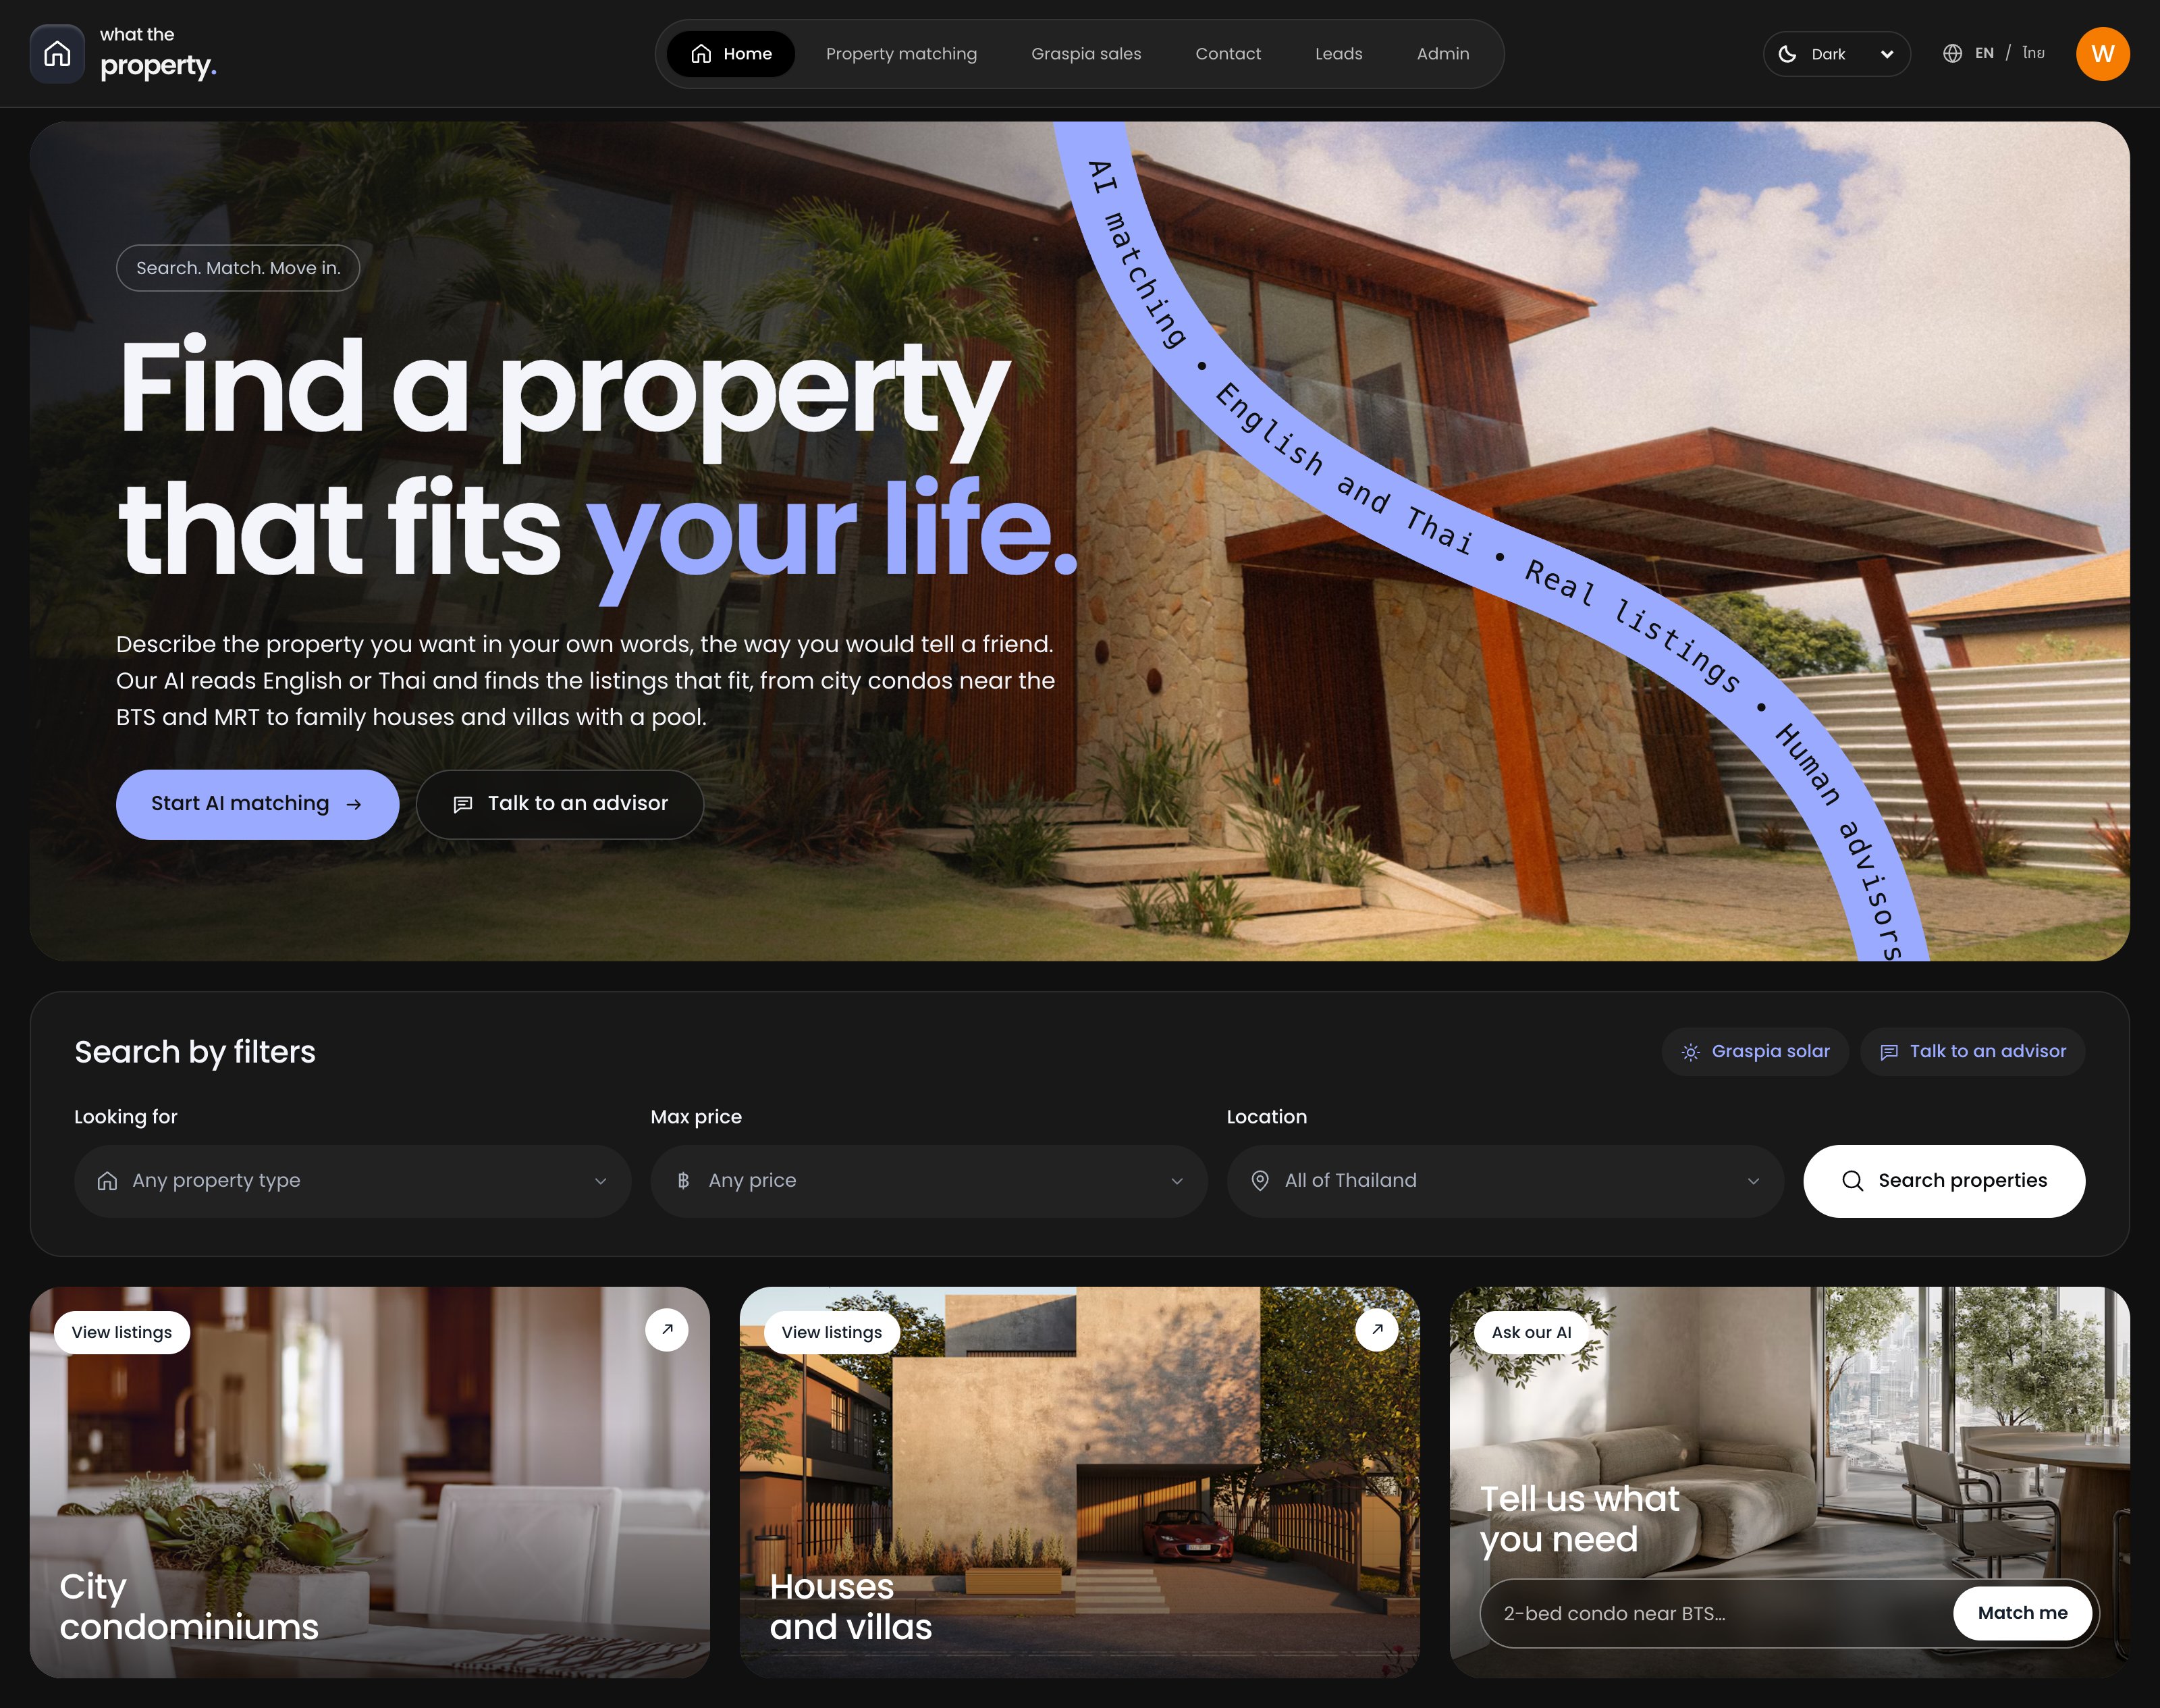 what the
property.
Home
Property matching
Graspia sales
Contact
Leads
Admin
Dark
EN / ไทย
W
Search. Match. Move in.
Find a property
that fits your life.
Describe the property you want in your own words, the way you would tell a friend.
Our AI reads English or Thai and finds the listings that fit, from city condos near the
BTS and MRT to family houses and villas with a pool.
Start AI matching →
Talk to an advisor
AI matching • English and Thai • Real listings • Human advisors
Search by filters
Graspia solar
Talk to an advisor
Looking for
Max price
Location
Any property type
฿ Any price
All of Thailand
Search properties
View listings
City
condominiums
View listings
Houses
and villas
Ask our AI
Tell us what
you need
2-bed condo near BTS...
Match me